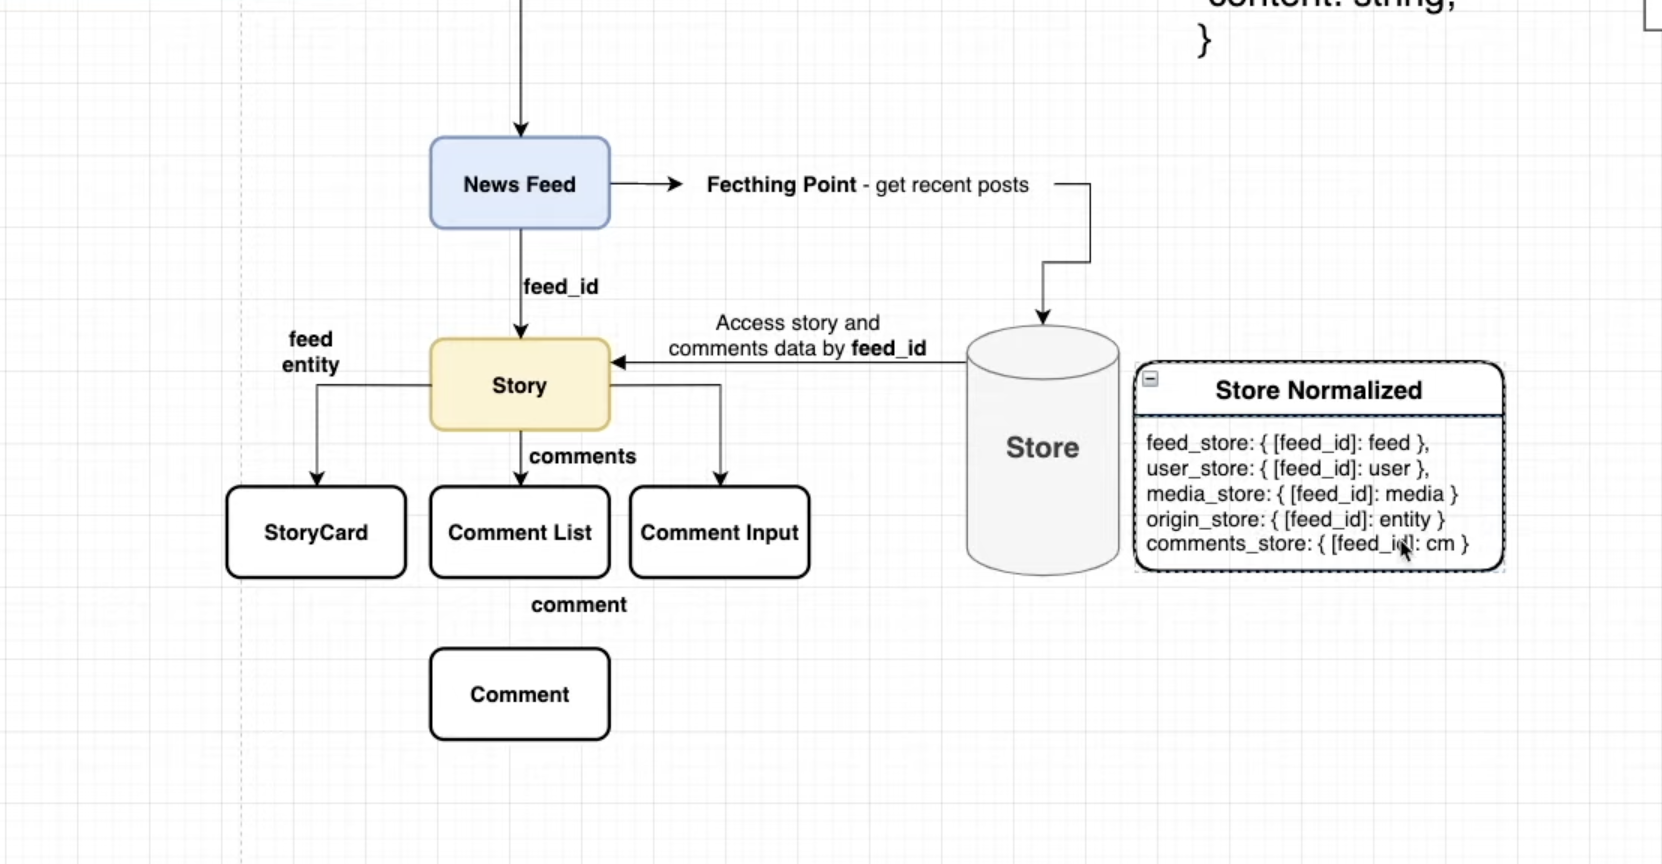 content: string;
}
News Feed
Fecthing Point - get recent posts
feed_id
feed
entity
Access story and
comments data by feed_id
Story
comments
Store
Store Normalized
feed_store: { [feed_id]: feed },
user_store: { [feed_id]: user },
media_store: { [feed_id]: media }
origin_store: { [feed_id]: entity }
comments_store: { [feed_id]: cm }
StoryCard
Comment List
Comment Input
comment
Comment